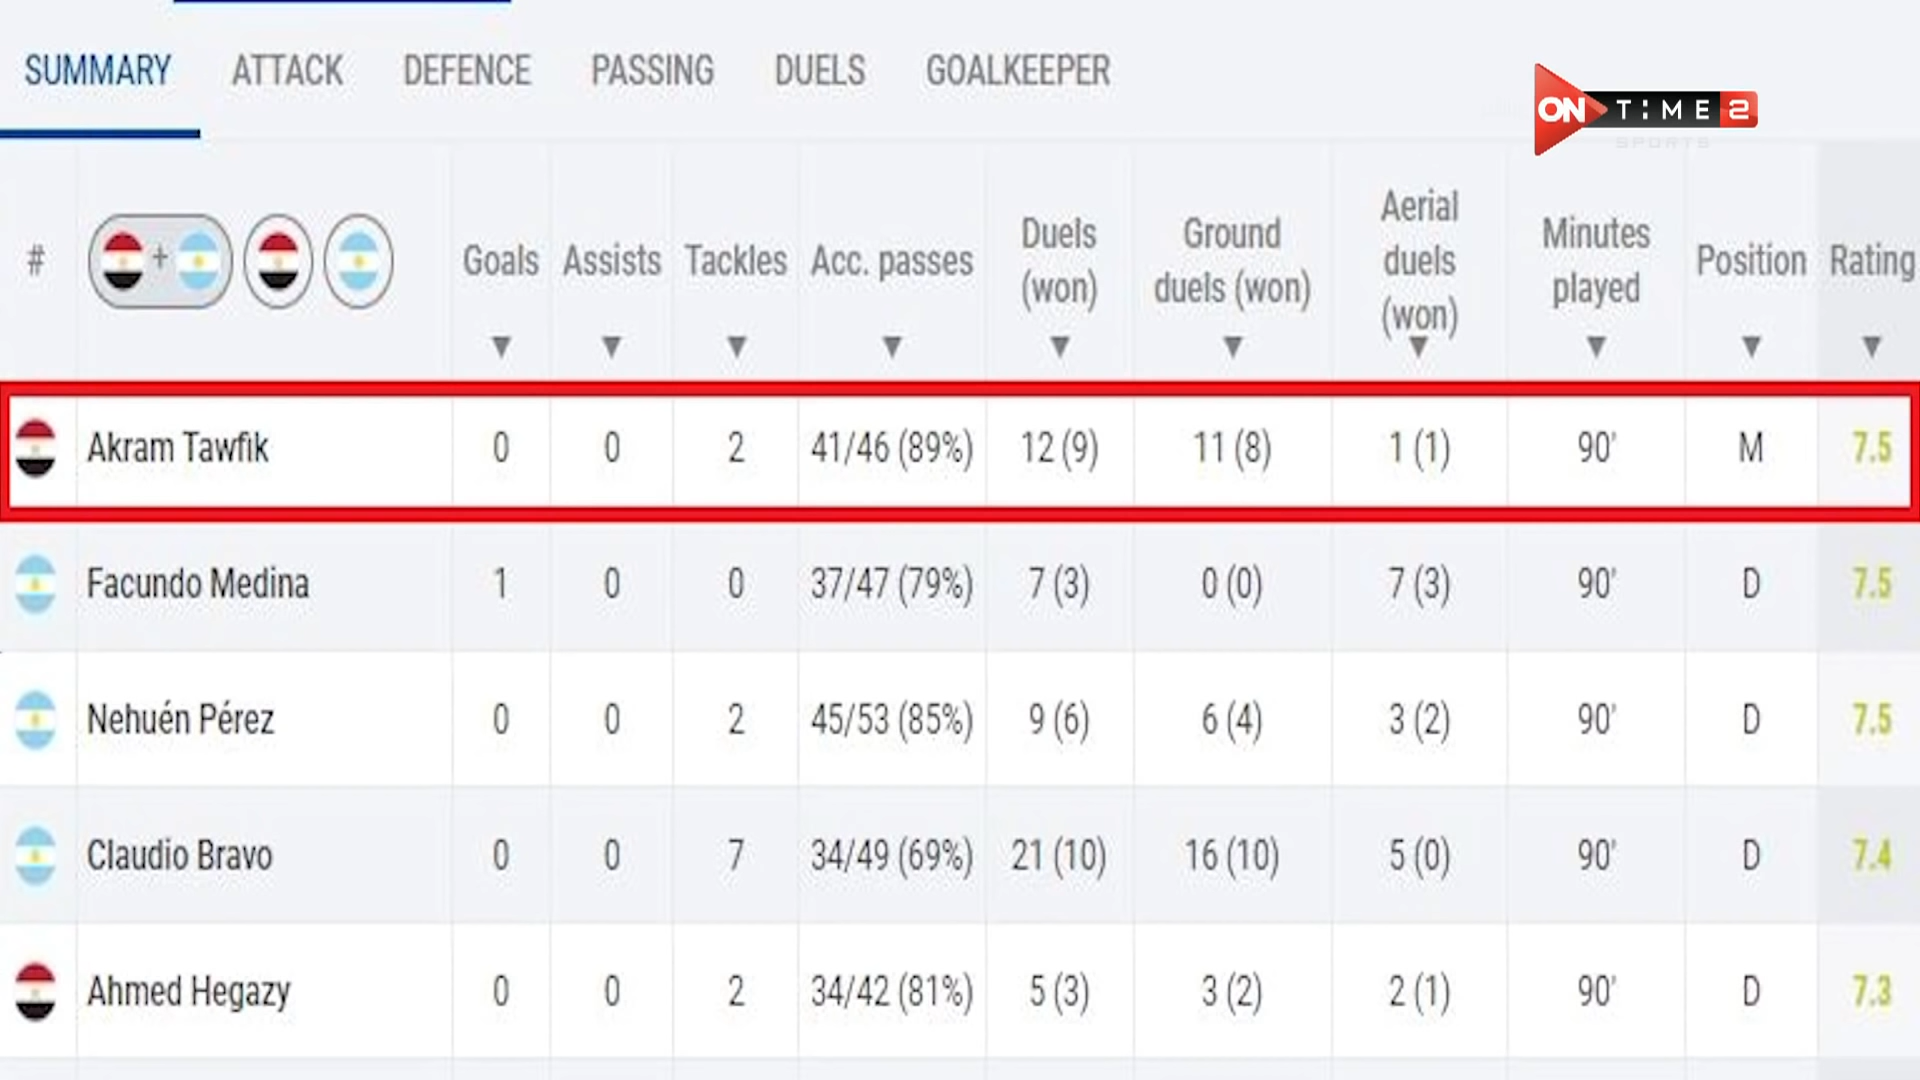 SUMMARY ATTACK DEFENCE PASSING DUELS GOALKEEPER
ON TIME 2
SPORTS
# + Goals Assists Tackles Acc. passes Duels (won) Ground duels (won) Aerial duels (won) Minutes played Position Rating
Akram Tawfik 0 0 2 41/46 (89%) 12 (9) 11 (8) 1 (1) 90' M 7.5
Facundo Medina 1 0 0 37/47 (79%) 7 (3) 0 (0) 7 (3) 90' D 7.5
Nehuén Pérez 0 0 2 45/53 (85%) 9 (6) 6 (4) 3 (2) 90' D 7.5
Claudio Bravo 0 0 7 34/49 (69%) 21 (10) 16 (10) 5 (0) 90' D 7.4
Ahmed Hegazy 0 0 2 34/42 (81%) 5 (3) 3 (2) 2 (1) 90' D 7.3